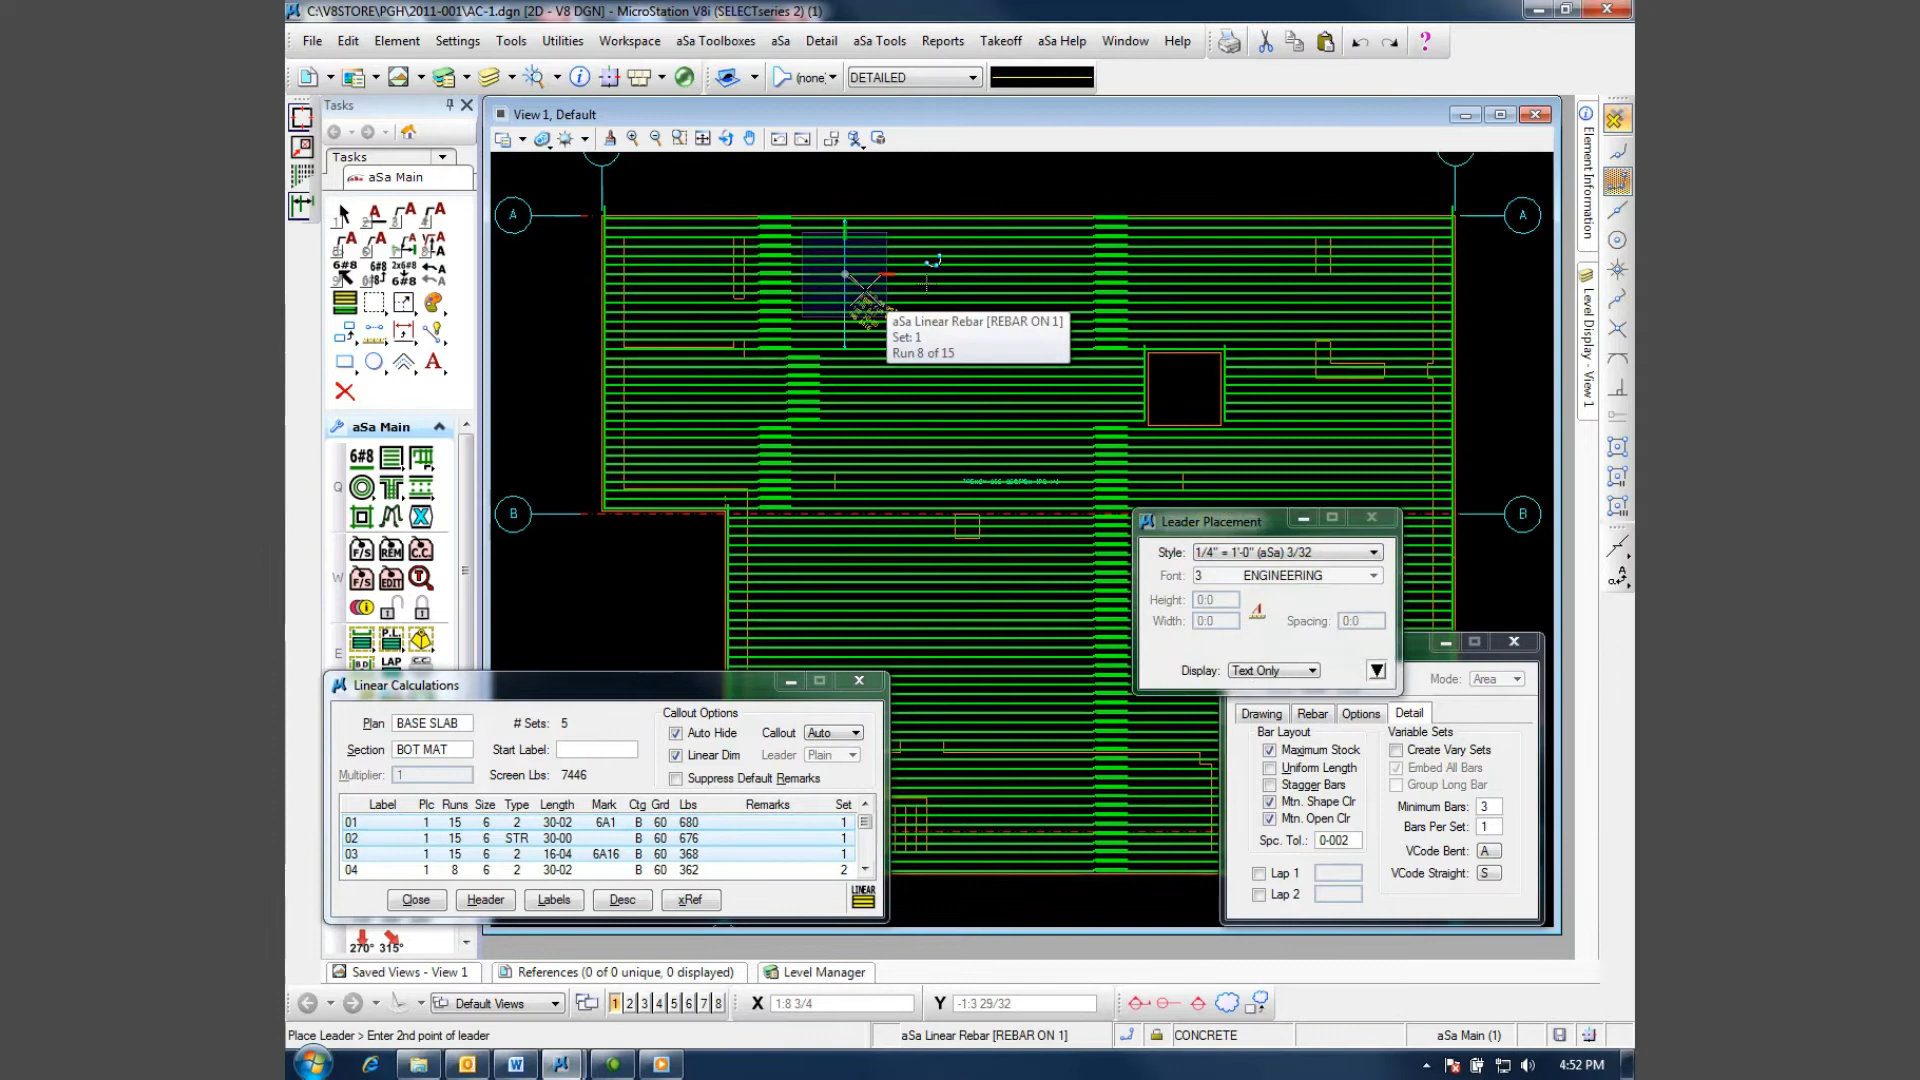 C:\V8STORE\PGH\2011-001\AC-1.dgn [2D - V8 DGN] - MicroStation V8i (SELECTseries 2) (1)
File Edit Element Settings Tools Utilities Workspace aSa Toolboxes aSa Detail aSa Tools Reports Takeoff aSa Help Window Help
(none) DETAILED
Tasks
View 1, Default
Tasks
aSa Main
A A
6#8 6#8 2x6#8
aSa Linear Rebar [REBAR ON 1]
Set: 1
Run 8 of 15
Element Information
Level Display - View 1
aSa Main
6#8
Q
F/S REM C.C.
W F/S EDIT
E P.L.
BD LAP C.C.
B B
Leader Placement
Style: 1/4" = 1'-0" (aSa) 3/32
Font: 3 ENGINEERING
Height: 0:0
Width: 0:0 Spacing: 0:0
Display: Text Only
Mode: Area
Drawing Rebar Options Detail
Bar Layout Variable Sets
Maximum Stock Create Vary Sets
Uniform Length Embed All Bars
Stagger Bars Group Long Bar
Mtn. Shape Clr Minimum Bars: 3
Mtn. Open Clr Bars Per Set: 1
Spc. Tol.: 0-002 VCode Bent: A
Lap 1 VCode Straight: S
Lap 2
Linear Calculations
Plan BASE SLAB # Sets: 5 Callout Options
Auto Hide Callout Auto
Section BOT MAT Start Label: Linear Dim Leader Plain
Multiplier: 1 Screen Lbs: 7446 Suppress Default Remarks
Label Plc Runs Size Type Length Mark Ctg Grd Lbs Remarks Set
01 1 15 6 2 30-02 6A1 B 60 680 1
02 1 15 6 STR 30-00 B 60 676 1
03 1 15 6 2 16-04 6A16 B 60 368 1
04 1 8 6 2 30-02 B 60 362 2
Close Header Labels Desc xRef LINEAR
270° 315°
Saved Views - View 1 References (0 of 0 unique, 0 displayed) Level Manager
Default Views 1 2 3 4 5 6 7 8 X 1:8 3/4 Y -1:3 29/32
Place Leader > Enter 2nd point of leader aSa Linear Rebar [REBAR ON 1] CONCRETE aSa Main (1)
4:52 PM